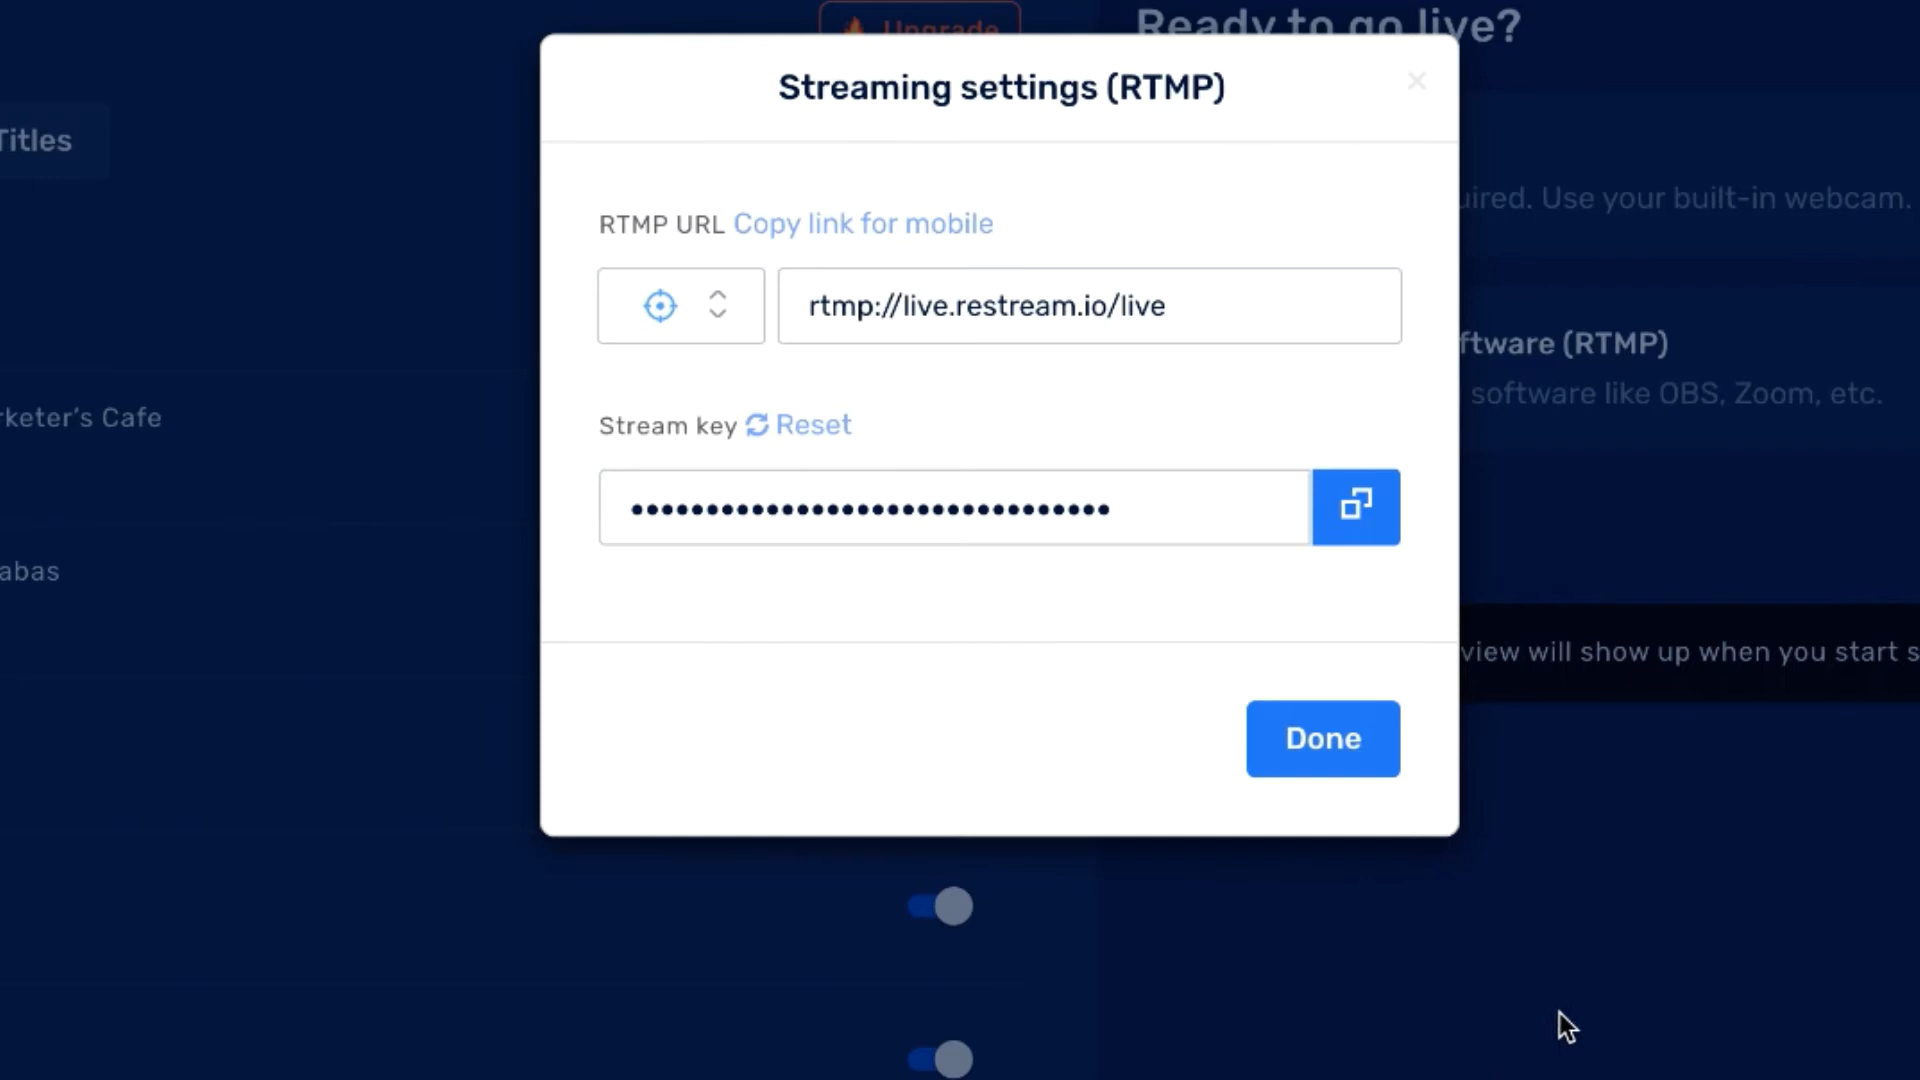 Upgrade
Ready to go live?
Streaming settings (RTMP)
Titles
uired. Use your built-in webcam.
RTMP URL Copy link for mobile
rtmp://live.restream.io/live
ftware (RTMP)
software like OBS, Zoom, etc.
rketer's Cafe
Stream key Reset
••••••••••••••••••••••••••••••••
abas
view will show up when you start s
Done